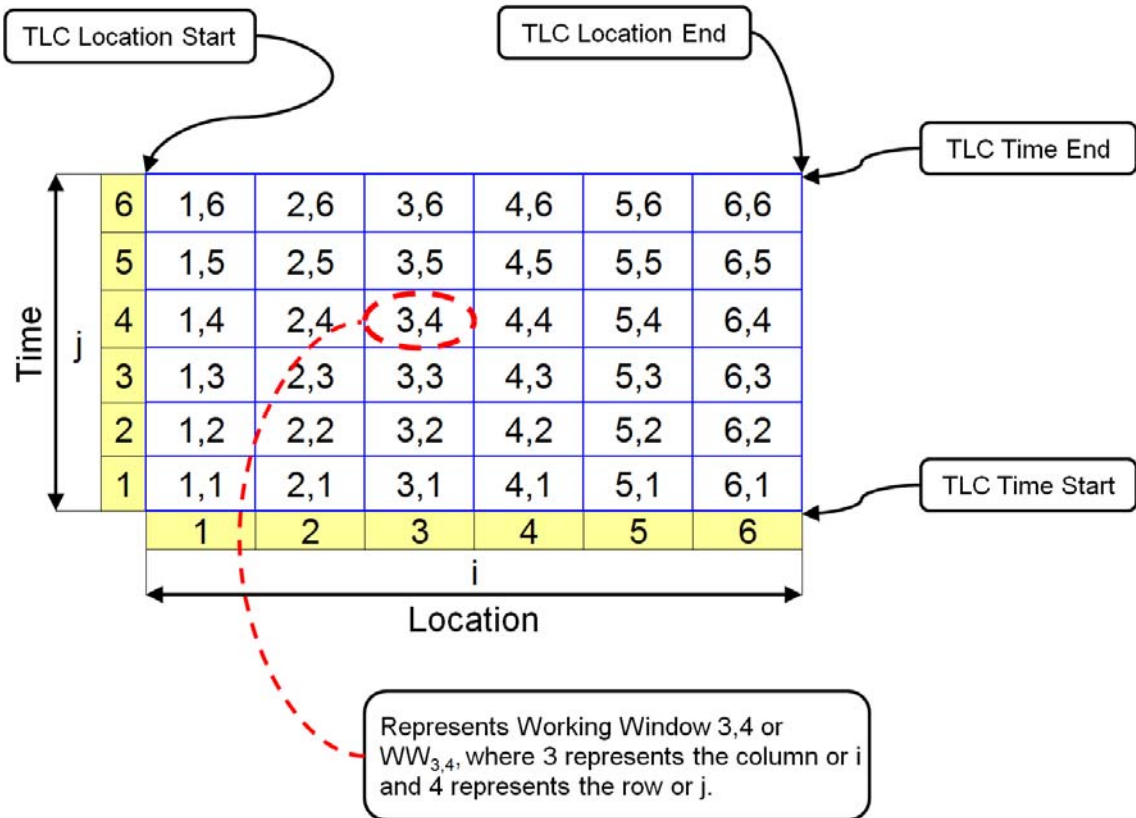 TLC Location Start
TLC Location End
TLC Time End
6 1,6 2,6 3,6 4,6 5,6 6,6
5 1,5 2,5 3,5 4,5 5,5 6,5
4 1,4 2,4 3,4 4,4 5,4 6,4
3 1,3 2,3 3,3 4,3 5,3 6,3
2 1,2 2,2 3,2 4,2 5,2 6,2
1 1,1 2,1 3,1 4,1 5,1 6,1
Time
j
TLC Time Start
1 2 3 4 5 6
i
Location
Represents Working Window 3,4 or
WW3,4, where 3 represents the column or i
and 4 represents the row or j.